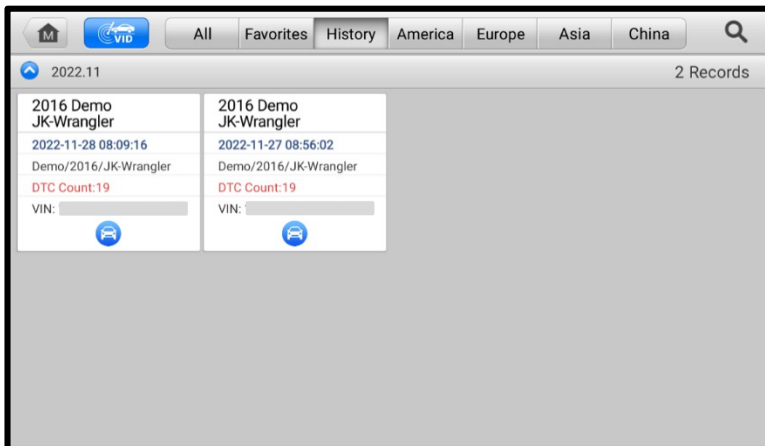 M VID All Favorites History America Europe Asia China
2022.11 2 Records
2016 Demo
JK-Wrangler
2022-11-28 08:09:16
Demo/2016/JK-Wrangler
DTC Count:19
VIN:
2016 Demo
JK-Wrangler
2022-11-27 08:56:02
Demo/2016/JK-Wrangler
DTC Count:19
VIN: